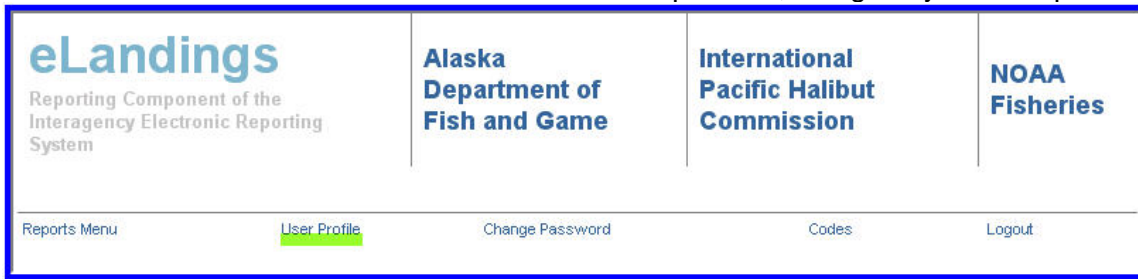 eLandings
Reporting Component of the
Interagency Electronic Reporting
System
Alaska
Department of
Fish and Game
International
Pacific Halibut
Commission
NOAA
Fisheries
Reports Menu User Profile Change Password Codes Logout